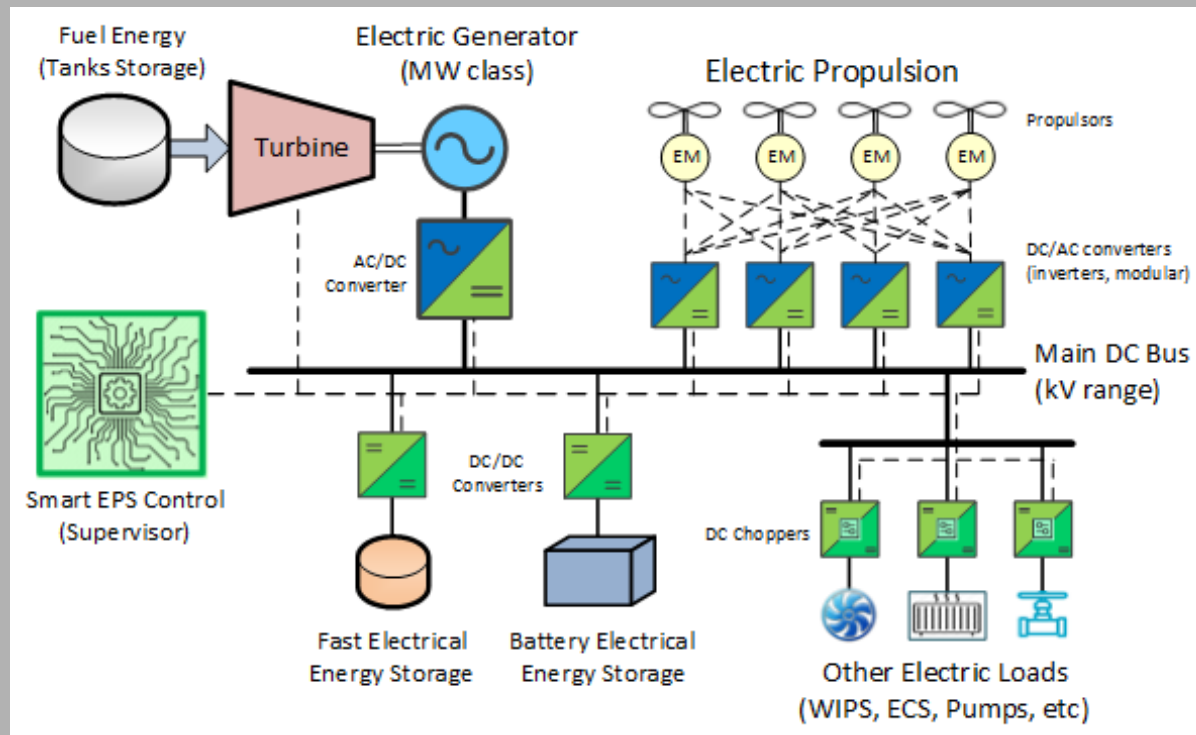 Fuel Energy
(Tanks Storage)
Electric Generator
(MW class)
Electric Propulsion
Propulsors
Turbine
EM
EM
EM
EM
AC/DC
Converter
DC/AC converters
(inverters, modular)
Main DC Bus
(kV range)
Smart EPS Control
(Supervisor)
DC/DC
Converters
DC Choppers
Fast Electrical
Energy Storage
Battery Electrical
Energy Storage
Other Electric Loads
(WIPS, ECS, Pumps, etc)